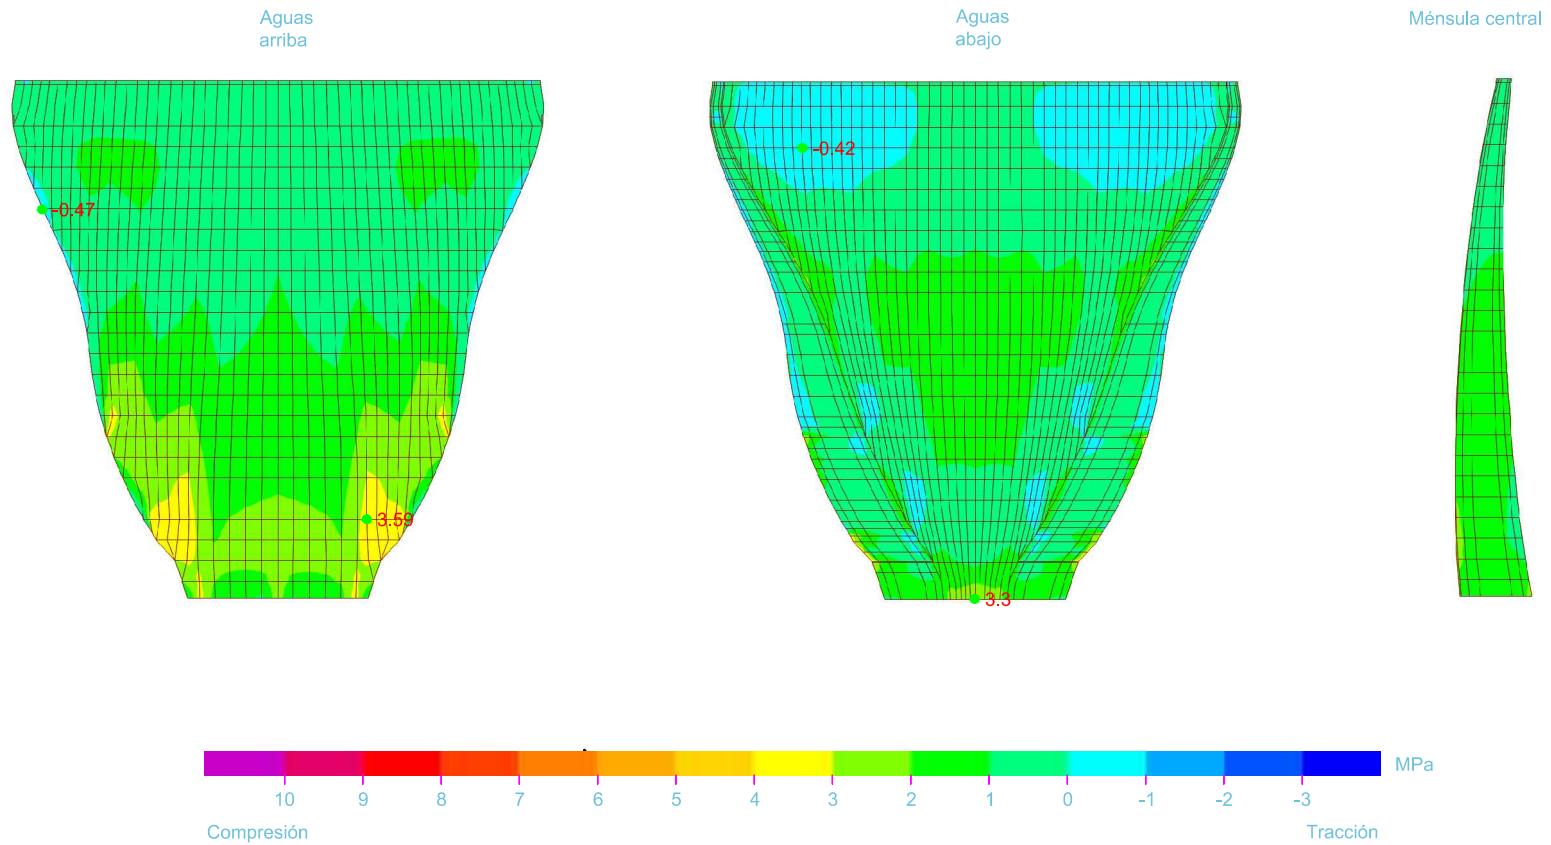 Aguas
arriba
Aguas
abajo
Ménsula central
-0.47
3.59
-0.42
3.3
MPa
10 9 8 7 6 5 4 3 2 1 0 -1 -2 -3
Compresión
Tracción